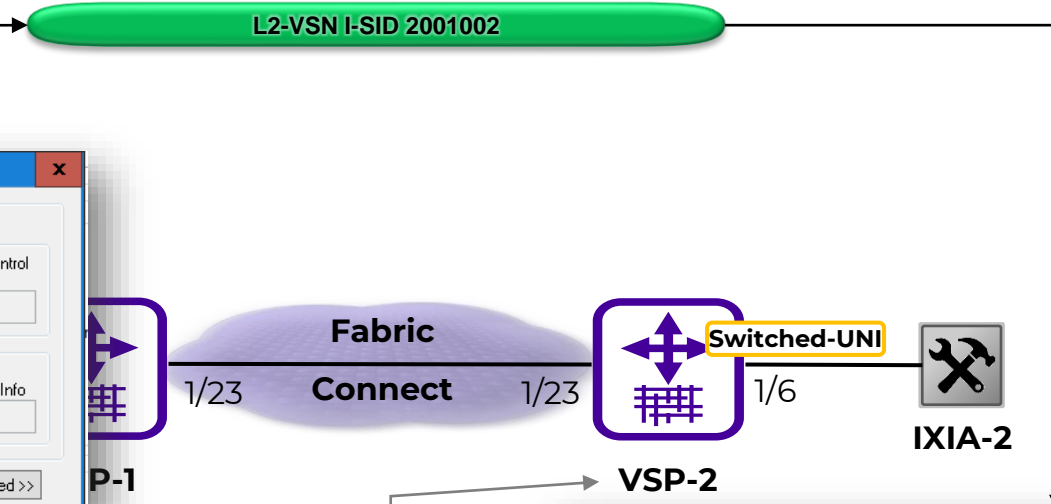 L2-VSN I-SID 2001002
x
ntrol
Info
ed >>
Fabric
Connect
1/23
1/23
Switched-UNI
1/6
IXIA-2
P-1
VSP-2